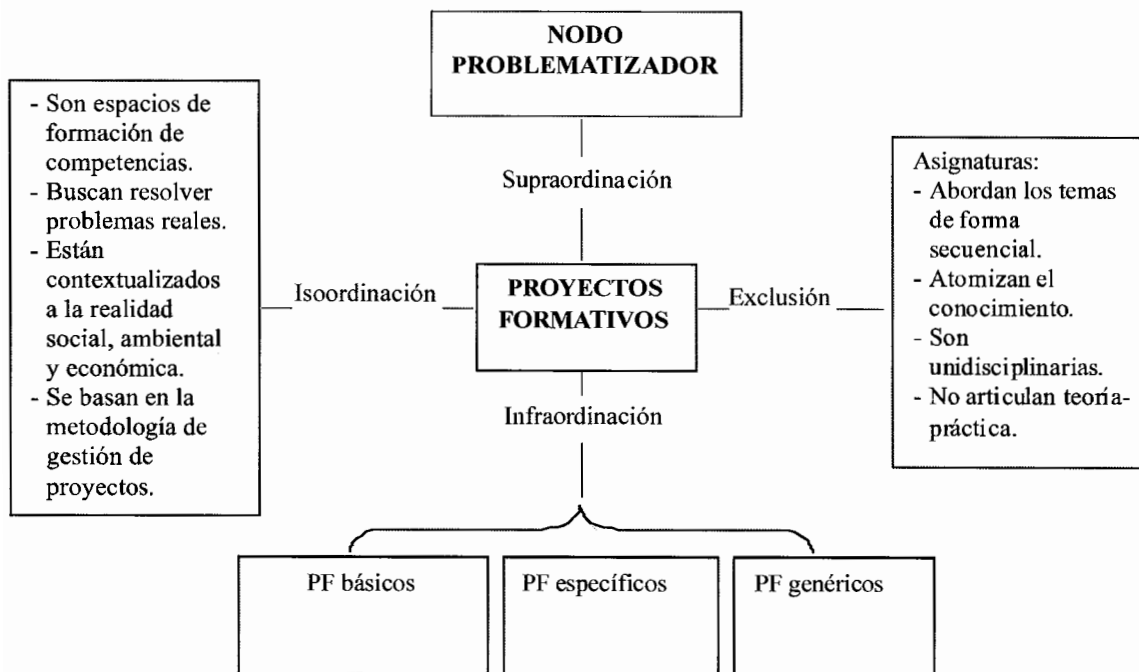 NODO
PROBLEMATIZADOR
- Son espacios de
formación de
competencias.
- Buscan resolver
problemas reales.
- Están
contextualizados
a la realidad
social, ambiental
y económica.
- Se basan en la
metodología de
gestión de
proyectos.
Supraordinación
Isoordinación
PROYECTOS
FORMATIVOS
Exclusión
Asignaturas:
- Abordan los temas
de forma
secuencial.
- Atomizan el
conocimiento.
- Son
unidisciplinarias.
- No articulan teoría-
práctica.
Infraordinación
PF básicos
PF específicos
PF genéricos